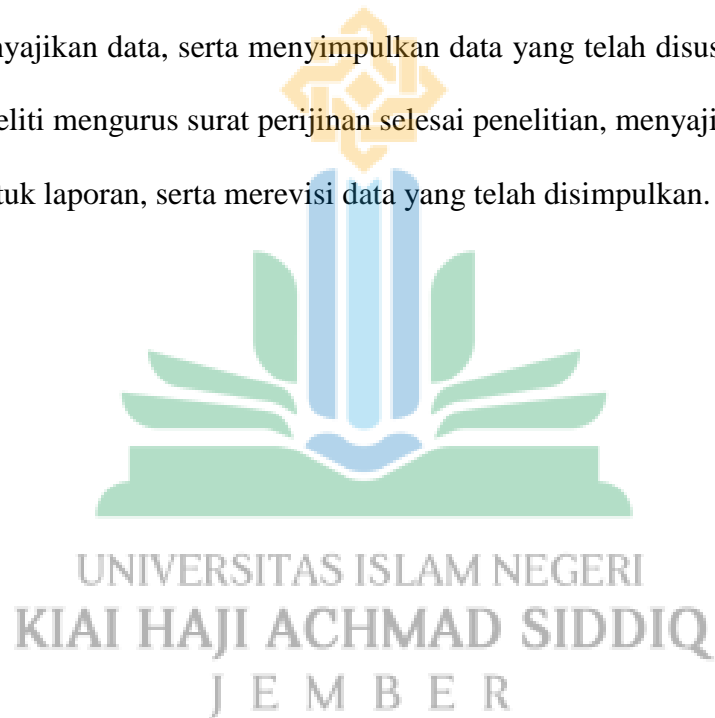 nyajikan data, serta menyimpulkan data yang telah disus
eliti mengurus surat perijinan selesai penelitian, menyaji
tuk laporan, serta merevisi data yang telah disimpulkan.
UNIVERSITAS ISLAM NEGERI
KIAI HAJI ACHMAD SIDDIQ
JEMBER